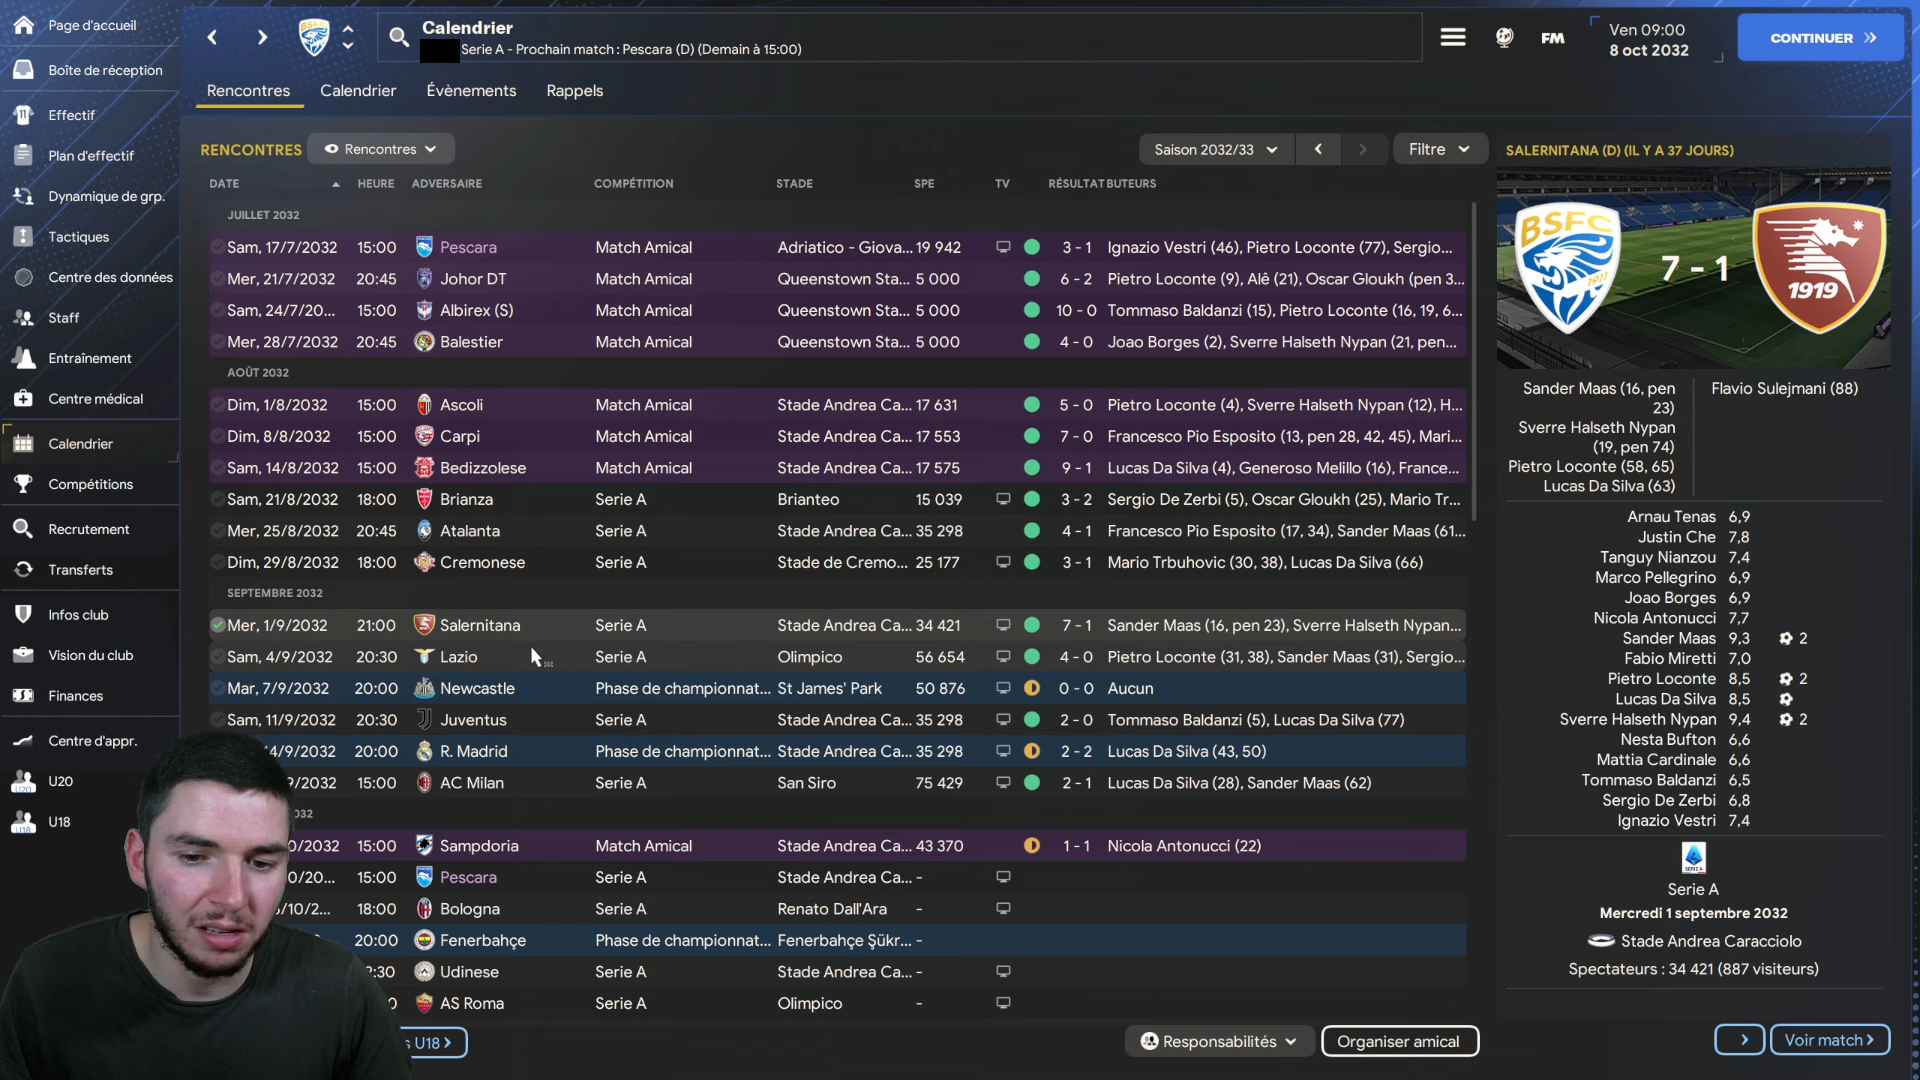 Page d'accueil
Boîte de réception
Effectif
Plan d'effectif
Dynamique de grp.
Tactiques
Centre des données
Staff
Entraînement
Centre médical
Calendrier
Compétitions
Recrutement
Transferts
Infos club
Vision du club
Finances
Centre d'appr.
U20
U18
Calendrier
Serie A - Prochain match : Pescara (D) (Demain à 15:00)
FM
Ven 09:00
8 oct 2032
CONTINUER
Rencontres Calendrier Évènements Rappels
RENCONTRES Rencontres Saison 2032/33 Filtre
DATE HEURE ADVERSAIRE COMPÉTITION STADE SPE TV RÉSULTAT BUTEURS
JUILLET 2032
Sam, 17/7/2032 15:00 Pescara Match Amical Adriatico - Giova... 19 942 3 - 1 Ignazio Vestri (46), Pietro Loconte (77), Sergio...
Mer, 21/7/2032 20:45 Johor DT Match Amical Queenstown Sta... 5 000 6 - 2 Pietro Loconte (9), Alê (21), Oscar Gloukh (pen 3...
Sam, 24/7/20... 15:00 Albirex (S) Match Amical Queenstown Sta... 5 000 10 - 0 Tommaso Baldanzi (15), Pietro Loconte (16, 19, 6...
Mer, 28/7/2032 20:45 Balestier Match Amical Queenstown Sta... 5 000 4 - 0 Joao Borges (2), Sverre Halseth Nypan (21, pen...
AOÛT 2032
Dim, 1/8/2032 15:00 Ascoli Match Amical Stade Andrea Ca... 17 631 5 - 0 Pietro Loconte (4), Sverre Halseth Nypan (12), H...
Dim, 8/8/2032 15:00 Carpi Match Amical Stade Andrea Ca... 17 553 7 - 0 Francesco Pio Esposito (13, pen 28, 42, 45), Mari...
Sam, 14/8/2032 15:00 Bedizzolese Match Amical Stade Andrea Ca... 17 575 9 - 1 Lucas Da Silva (4), Generoso Melillo (16), France...
Sam, 21/8/2032 18:00 Brianza Serie A Brianteo 15 039 3 - 2 Sergio De Zerbi (5), Oscar Gloukh (25), Mario Tr...
Mer, 25/8/2032 20:45 Atalanta Serie A Stade Andrea Ca... 35 298 4 - 1 Francesco Pio Esposito (17, 34), Sander Maas (61...
Dim, 29/8/2032 18:00 Cremonese Serie A Stade de Cremo... 25 177 3 - 1 Mario Trbuhovic (30, 38), Lucas Da Silva (66)
SEPTEMBRE 2032
Mer, 1/9/2032 21:00 Salernitana Serie A Stade Andrea Ca... 34 421 7 - 1 Sander Maas (16, pen 23), Sverre Halseth Nypan...
Sam, 4/9/2032 20:30 Lazio Serie A Olimpico 56 654 4 - 0 Pietro Loconte (31, 38), Sander Maas (31), Sergio...
Mar, 7/9/2032 20:00 Newcastle Phase de championnat... St James' Park 50 876 0 - 0 Aucun
Sam, 11/9/2032 20:30 Juventus Serie A Stade Andrea Ca... 35 298 2 - 0 Tommaso Baldanzi (5), Lucas Da Silva (77)
4/9/2032 20:00 R. Madrid Phase de championnat... Stade Andrea Ca... 35 298 2 - 2 Lucas Da Silva (43, 50)
9/2032 15:00 AC Milan Serie A San Siro 75 429 2 - 1 Lucas Da Silva (28), Sander Maas (62)
032
0/2032 15:00 Sampdoria Match Amical Stade Andrea Ca... 43 370 1 - 1 Nicola Antonucci (22)
0/20... 15:00 Pescara Serie A Stade Andrea Ca... -
/10/2... 18:00 Bologna Serie A Renato Dall'Ara -
20:00 Fenerbahçe Phase de championnat... Fenerbahçe Şükr... -
2:30 Udinese Serie A Stade Andrea Ca... -
0 AS Roma Serie A Olimpico -
s U18
Responsabilités Organiser amical
SALERNITANA (D) (IL Y A 37 JOURS)
BSFC
1911
7 - 1
1919
Sander Maas (16, pen
23)
Sverre Halseth Nypan
(19, pen 74)
Pietro Loconte (58, 65)
Lucas Da Silva (63)
Flavio Sulejmani (88)
Arnau Tenas 6,9
Justin Che 7,8
Tanguy Nianzou 7,4
Marco Pellegrino 6,9
Joao Borges 6,9
Nicola Antonucci 7,7
Sander Maas 9,3 2
Fabio Miretti 7,0
Pietro Loconte 8,5 2
Lucas Da Silva 8,5
Sverre Halseth Nypan 9,4 2
Nesta Bufton 6,6
Mattia Cardinale 6,6
Tommaso Baldanzi 6,5
Sergio De Zerbi 6,8
Ignazio Vestri 7,4
SERIE A
Serie A
Mercredi 1 septembre 2032
Stade Andrea Caracciolo
Spectateurs : 34 421 (887 visiteurs)
Voir match